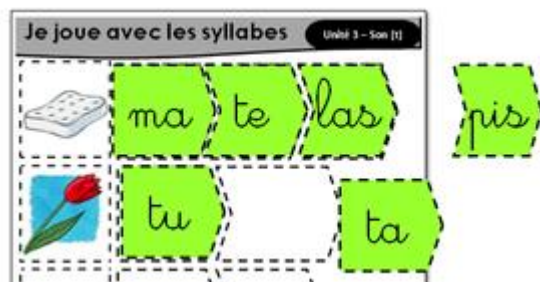 Je joue avec les syllabes Unité 3 – Son [t]
ma te las pis
tu ta